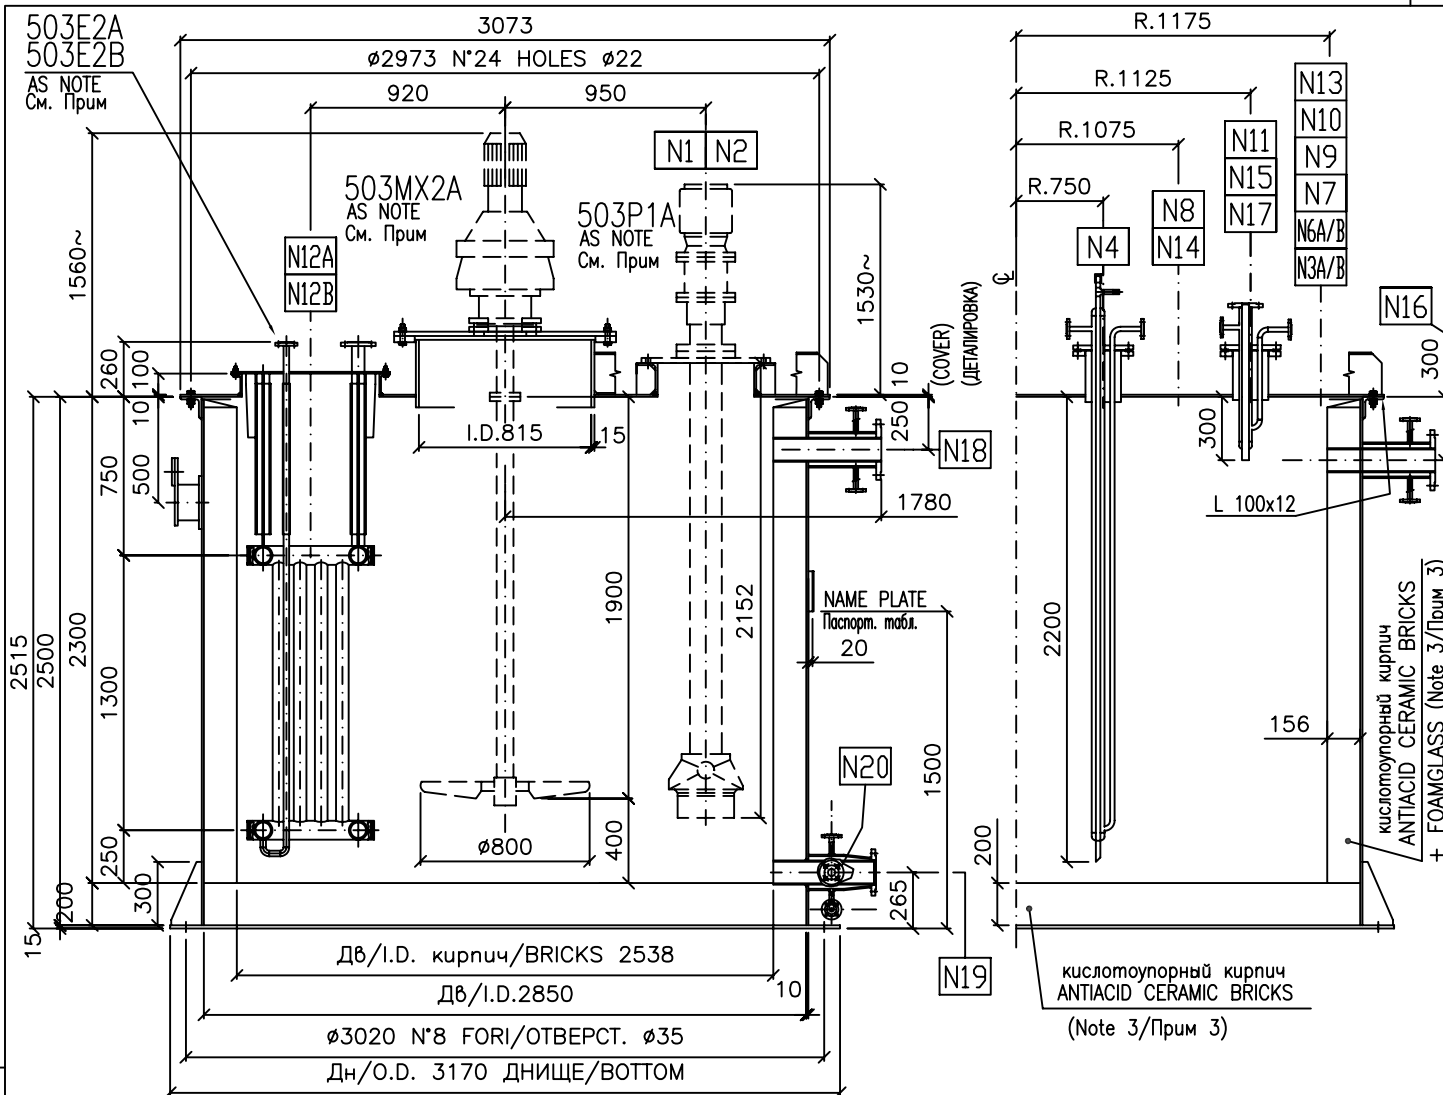 503E2A
503E2B
AS NOTE
См. Прим
3073
ø2973 N°24 HOLES ø22
920
950
N1 N2
503MX2A
AS NOTE
См. Прим
503P1A
AS NOTE
См. Прим
N12A
N12B
1560~
1530~
260
100
10
10
250
(COVER)
(ДЕТАЛИРОВКА)
I.D.815
15
N18
1780
750
500
1900
2152
NAME PLATE
Паспорт. табл.
20
2515
2500
2300
1300
1500
N20
250
300
200
15
ø800
400
265
N19
Дв/I.D. кирпич/BRICKS 2538
Дв/I.D.2850
10
ø3020 N°8 FORI/ОТВЕРСТ. ø35
Дн/O.D. 3170 ДНИЩЕ/BOTTOM
R.1175
R.1125
R.1075
R.750
N4
N8
N14
N11
N15
N17
N13
N10
N9
N7
N6A/B
N3A/B
N16
300
300
L 100x12
2200
156
200
кислотоупорный кирпич
ANTIACID CERAMIC BRICKS
+ FOAMGLASS (Note 3/Прим 3)
кислотоупорный кирпич
ANTIACID CERAMIC BRICKS
(Note 3/Прим 3)